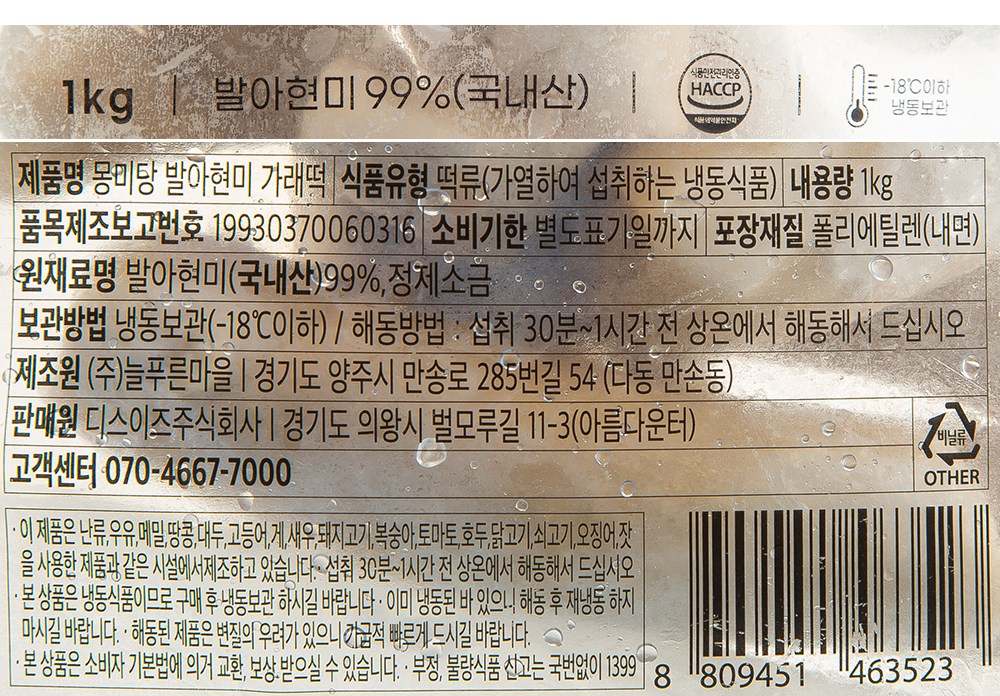 1kg | 발아현미 99%(국내산) | 식품안전관리인증 HACCP 식품의약품안전처 | -18℃이하
냉동보관
제품명 몽미당 발아현미 가래떡 식품유형 떡류(가열하여 섭취하는 냉동식품) 내용량 1kg
품목제조보고번호 19930370060316 소비기한 별도표기일까지 포장재질 폴리에틸렌(내면)
원재료명 발아현미(국내산)99%,정제소금
보관방법 냉동보관(-18℃이하) / 해동방법 : 섭취 30분~1시간 전 상온에서 해동해서 드십시오
제조원 (주)늘푸른마을 | 경기도 양주시 만송로 285번길 54 (다동 만손동)
판매원 디스이즈주식회사 | 경기도 의왕시 벌모루길 11-3(아름다운터)
비닐류
OTHER
고객센터 070-4667-7000
·이 제품은 난류,우유,메밀,땅콩,대두,고등어,게,새우,돼지고기,복숭아,토마토,호두,닭고기,쇠고기,오징어,잣
을 사용한 제품과 같은 시설에서제조하고 있습니다.·섭취 30분~1시간 전 상온에서 해동해서 드십시오
·본 상품은 냉동식품이므로 구매 후 냉동보관 하시길 바랍니다·이미 냉동된 바 있으니 해동 후 재냉동 하지
마시길 바랍니다.·해동된 제품은 변질의 우려가 있으니 가급적 빠르게 드시길 바랍니다.
·본 상품은 소비자 기본법에 의거 교환, 보상 받으실 수 있습니다.·부정, 불량식품 신고는 국번없이 1399
8 809451 463523